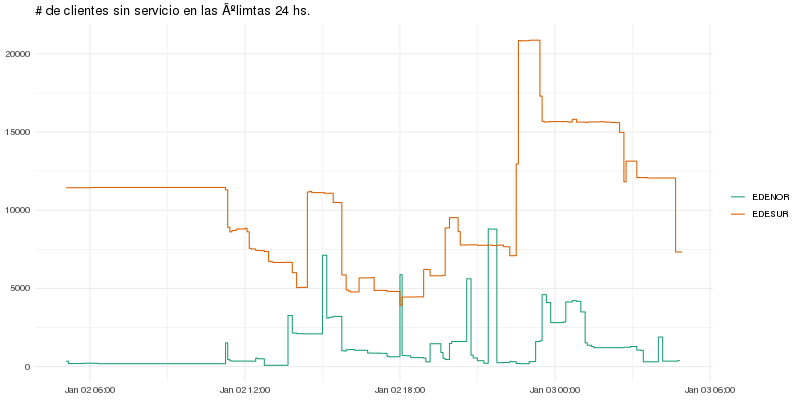 # de clientes sin servicio en las Ãºlimtas 24 hs.
20000
15000
10000
5000
0
Jan 02 06:00
Jan 02 12:00
Jan 02 18:00
Jan 03 00:00
Jan 03 06:00
EDENOR
EDESUR